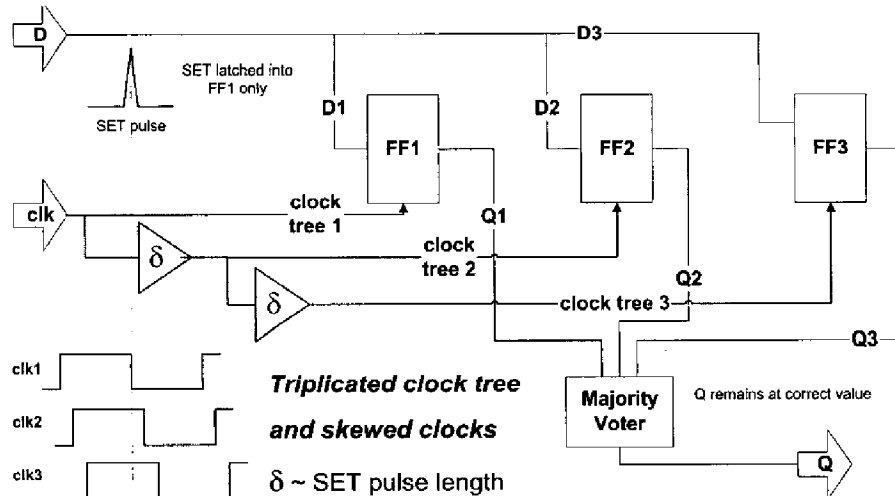 D
D3
SET latched into
FF1 only
SET pulse
D1
D2
FF1
FF2
FF3
clk
clock
tree 1
Q1
δ
clock
tree 2
Q2
δ
clock tree 3
Q3
clk1
clk2
clk3
Triplicated clock tree
and skewed clocks
δ ~ SET pulse length
Majority
Voter
Q remains at correct value
Q